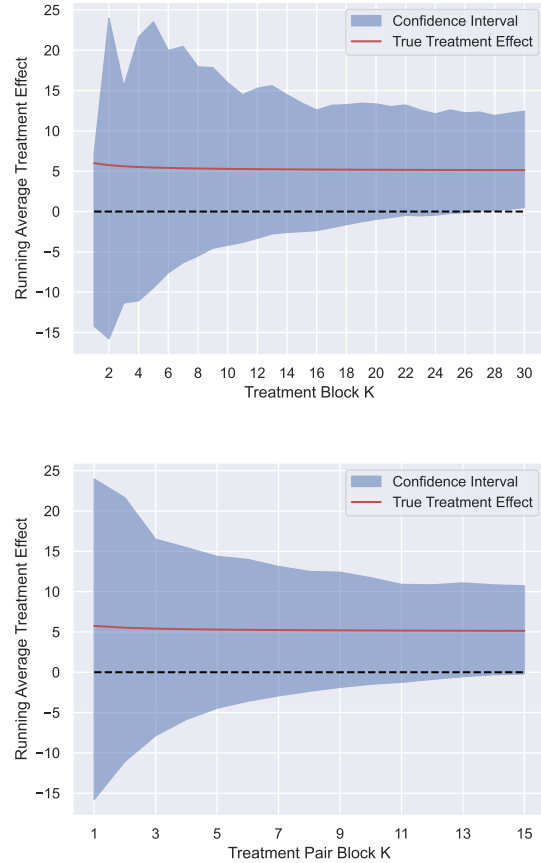 25
20
15
10
5
0
−5
−10
−15
Running Average Treatment Effect
Confidence Interval
True Treatment Effect
2 4 6 8 10 12 14 16 18 20 22 24 26 28 30
Treatment Block K
25
20
15
10
5
0
−5
−10
−15
Running Average Treatment Effect
Confidence Interval
True Treatment Effect
1 3 5 7 9 11 13 15
Treatment Pair Block K